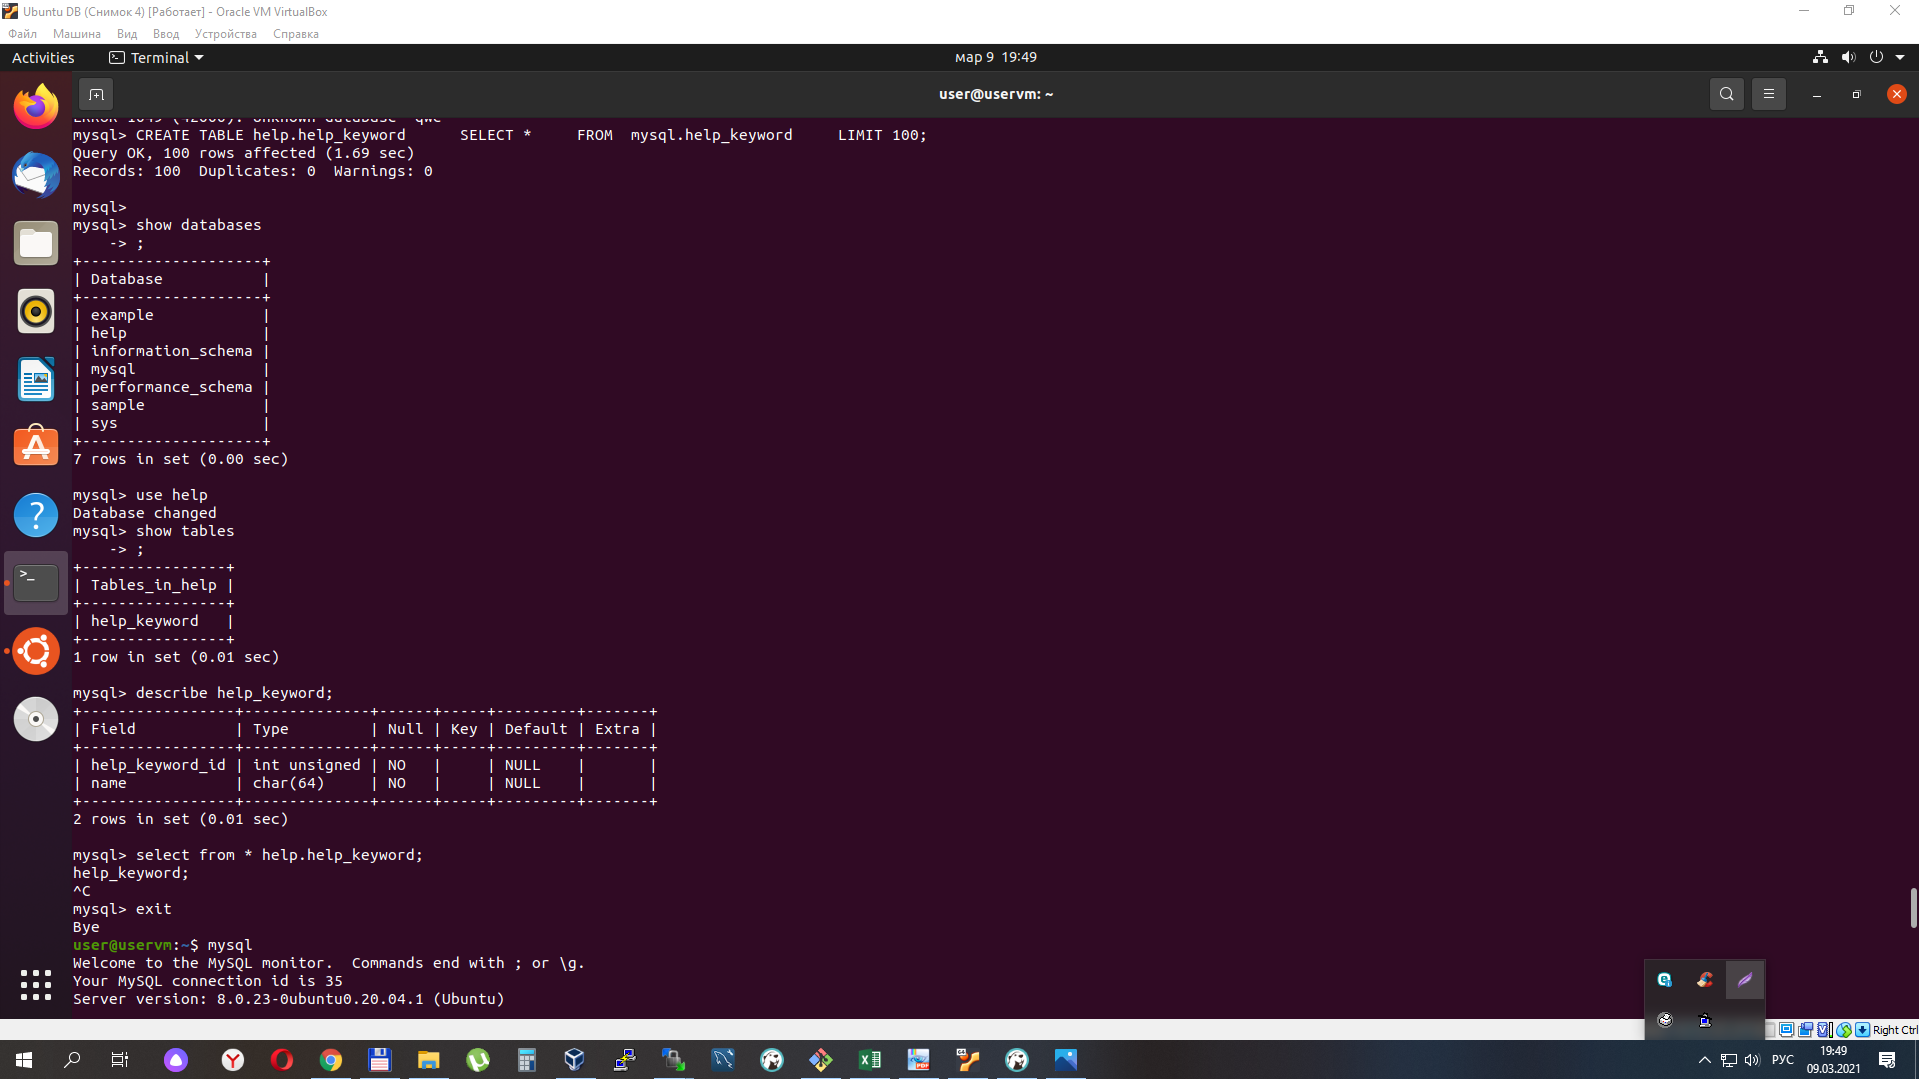 Ubuntu DB (Снимок 4) [Работает] - Oracle VM VirtualBox
Файл Машина Вид Ввод Устройства Справка
Activities Terminal мар 9 19:49
user@uservm: ~
ERROR 1049 (42000): Unknown database 'qwe'
mysql> CREATE TABLE help.help_keyword      SELECT *     FROM  mysql.help_keyword     LIMIT 100;
Query OK, 100 rows affected (1.69 sec)
Records: 100  Duplicates: 0  Warnings: 0
mysql>
mysql> show databases
    -> ;
+--------------------+
| Database           |
+--------------------+
| example            |
| help               |
| information_schema |
| mysql              |
| performance_schema |
| sample             |
| sys                |
+--------------------+
7 rows in set (0.00 sec)
mysql> use help
Database changed
mysql> show tables
    -> ;
+----------------+
| Tables_in_help |
+----------------+
| help_keyword   |
+----------------+
1 row in set (0.01 sec)
mysql> describe help_keyword;
+-----------------+--------------+------+-----+---------+-------+
| Field           | Type         | Null | Key | Default | Extra |
+-----------------+--------------+------+-----+---------+-------+
| help_keyword_id | int unsigned | NO   |     | NULL    |       |
| name            | char(64)     | NO   |     | NULL    |       |
+-----------------+--------------+------+-----+---------+-------+
2 rows in set (0.01 sec)
mysql> select from * help.help_keyword;
help_keyword;
^C
mysql> exit
Bye
user@uservm:~$ mysql
Welcome to the MySQL monitor.  Commands end with ; or \g.
Your MySQL connection id is 35
Server version: 8.0.23-0ubuntu0.20.04.1 (Ubuntu)
Right Ctrl
РУС
19:49
09.03.2021